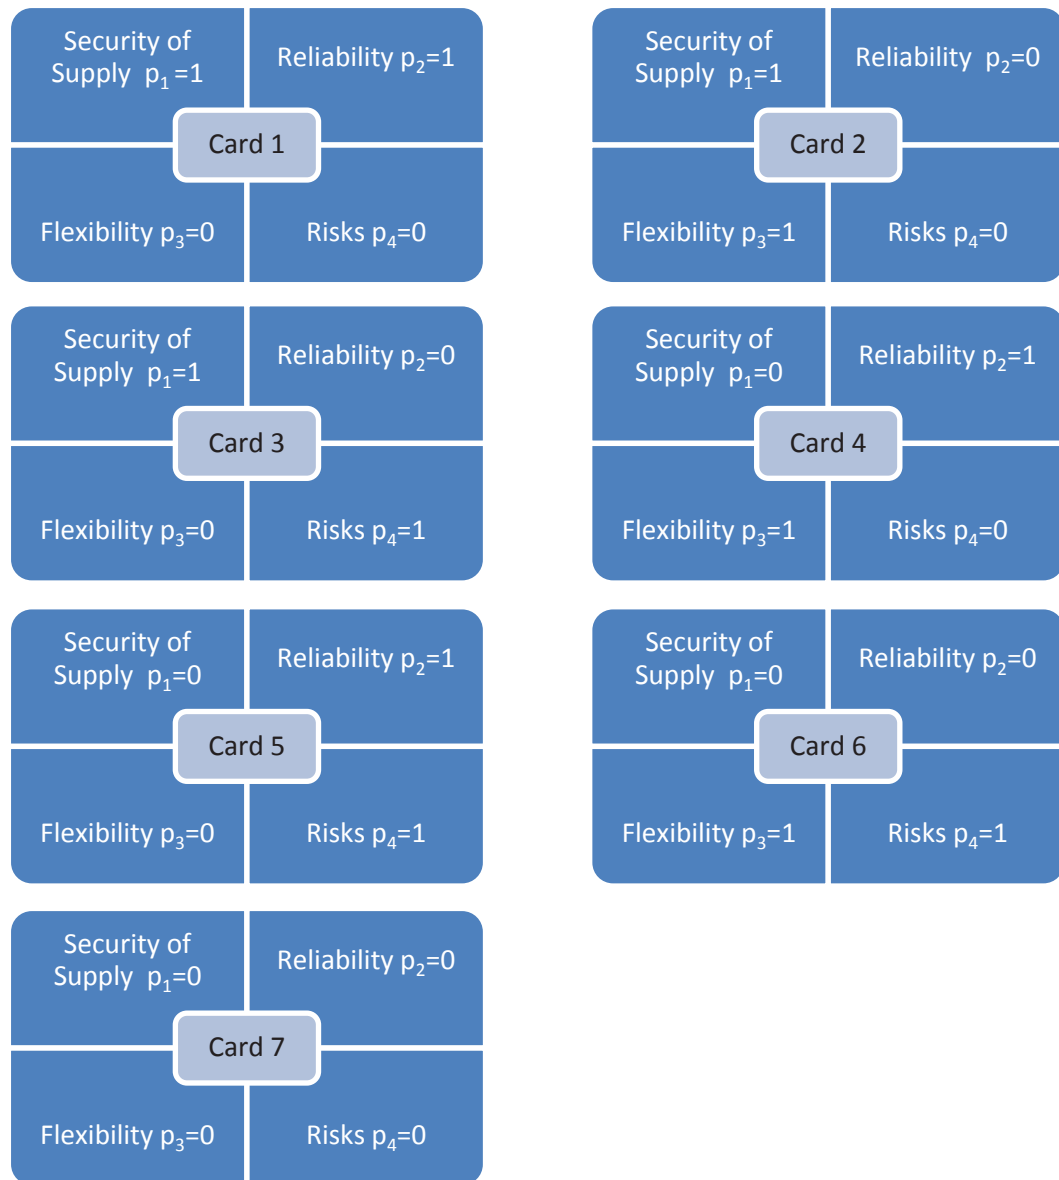 Security of
Supply p₁=1
Reliability p₂=1
Card 1
Flexibility p₃=0
Risks p₄=0
Security of
Supply p₁=1
Reliability p₂=0
Card 2
Flexibility p₃=1
Risks p₄=0
Security of
Supply p₁=1
Reliability p₂=0
Card 3
Flexibility p₃=0
Risks p₄=1
Security of
Supply p₁=0
Reliability p₂=1
Card 4
Flexibility p₃=1
Risks p₄=0
Security of
Supply p₁=0
Reliability p₂=1
Card 5
Flexibility p₃=0
Risks p₄=1
Security of
Supply p₁=0
Reliability p₂=0
Card 6
Flexibility p₃=1
Risks p₄=1
Security of
Supply p₁=0
Reliability p₂=0
Card 7
Flexibility p₃=0
Risks p₄=0